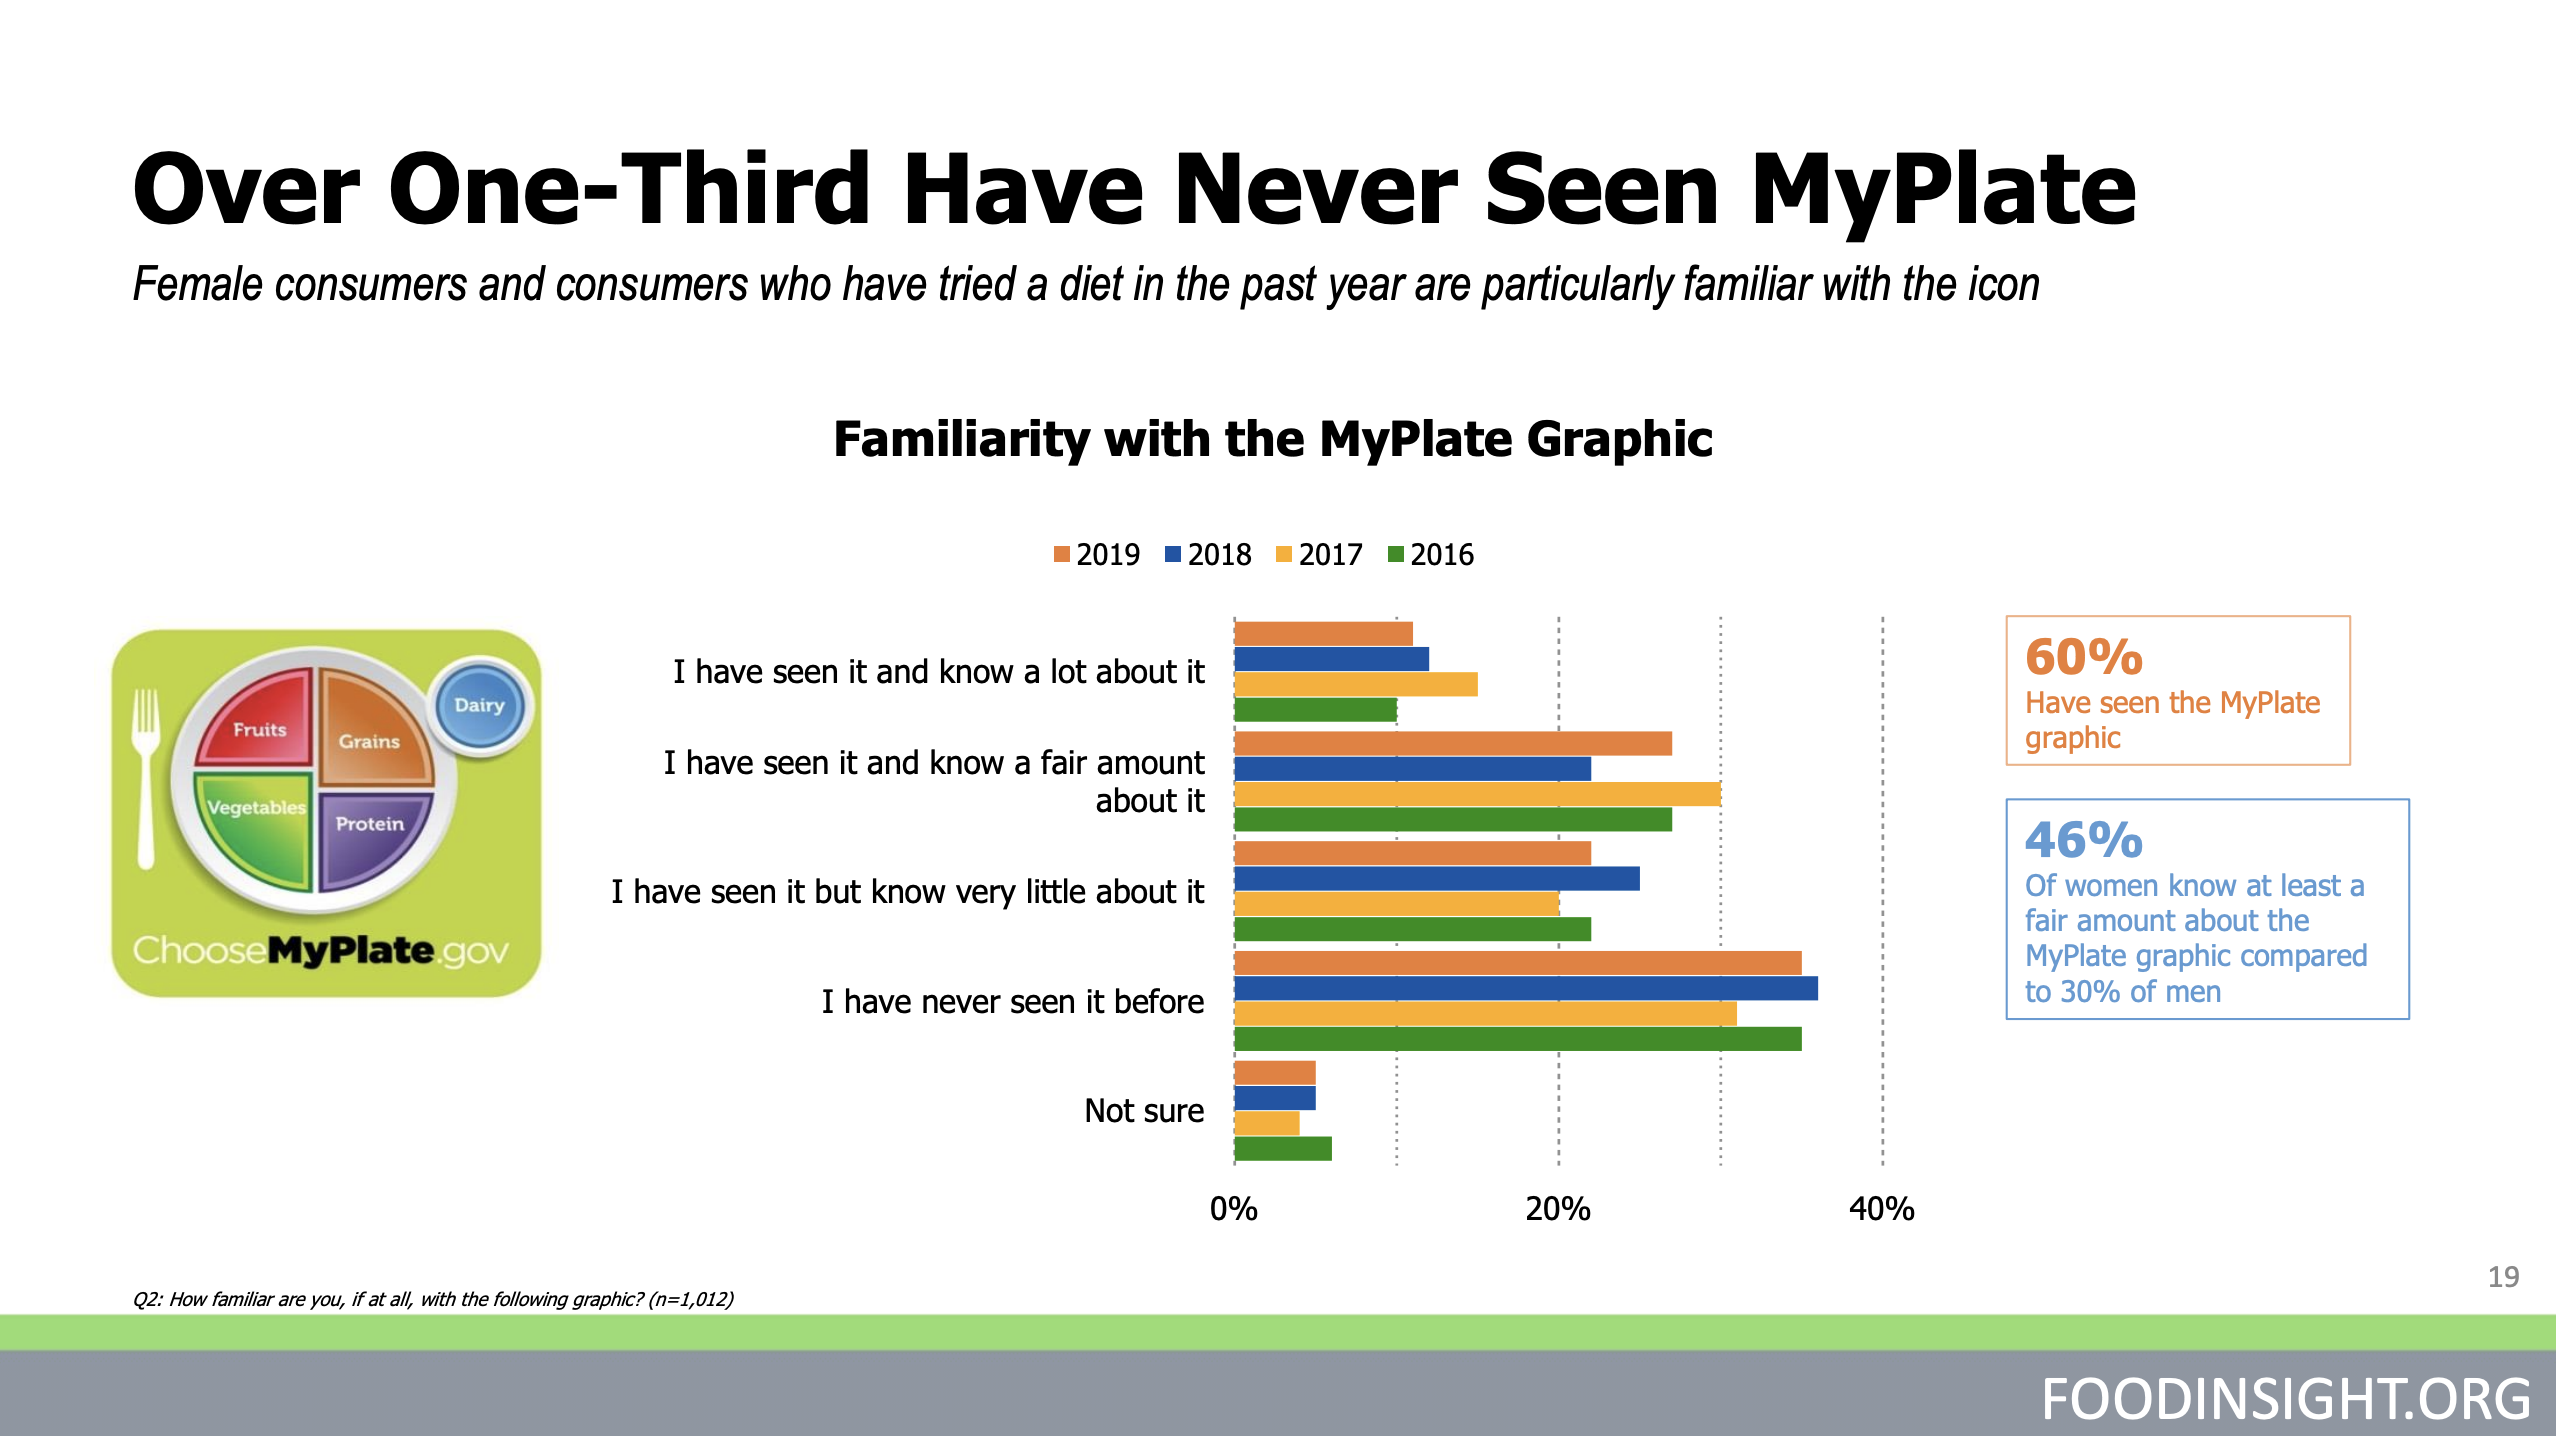 Over One-Third Have Never Seen MyPlate
Female consumers and consumers who have tried a diet in the past year are particularly familiar with the icon
Familiarity with the MyPlate Graphic
2019 2018 2017 2016
Fruits
Grains
Dairy
Vegetables
Protein
ChooseMyPlate.gov
I have seen it and know a lot about it
I have seen it and know a fair amount
about it
I have seen it but know very little about it
I have never seen it before
Not sure
0% 20% 40%
60%
Have seen the MyPlate
graphic
46%
Of women know at least a
fair amount about the
MyPlate graphic compared
to 30% of men
Q2: How familiar are you, if at all, with the following graphic? (n=1,012)
19
FOODINSIGHT.ORG